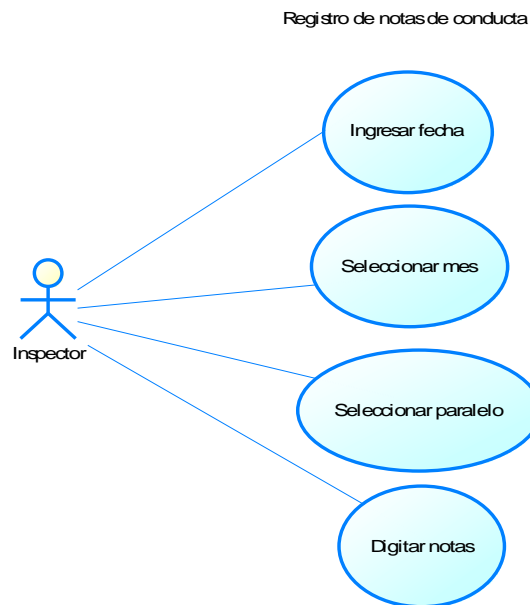 Registro de notas de conducta
Ingresar fecha
Seleccionar mes
Inspector
Seleccionar paralelo
Digitar notas